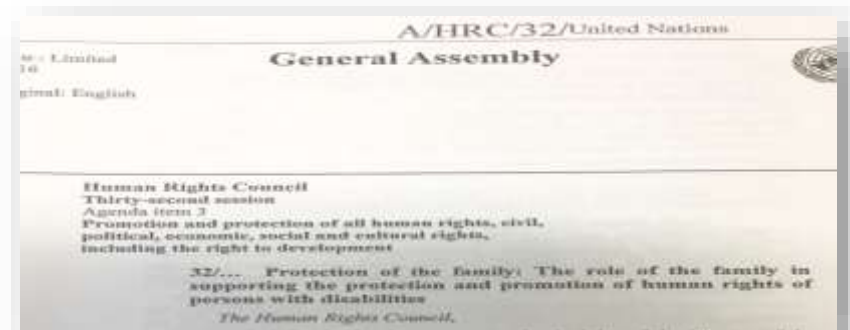 A/HRC/32/United Nations
Limited
General Assembly
16
English
Human Rights Council
Thirty-second session
Agenda item 3
Promotion and protection of all human rights, civil,
political, economic, social and cultural rights,
including the right to development
32/... Protection of the family: The role of the family in
supporting the protection and promotion of human rights of
persons with disabilities
The Human Rights Council,